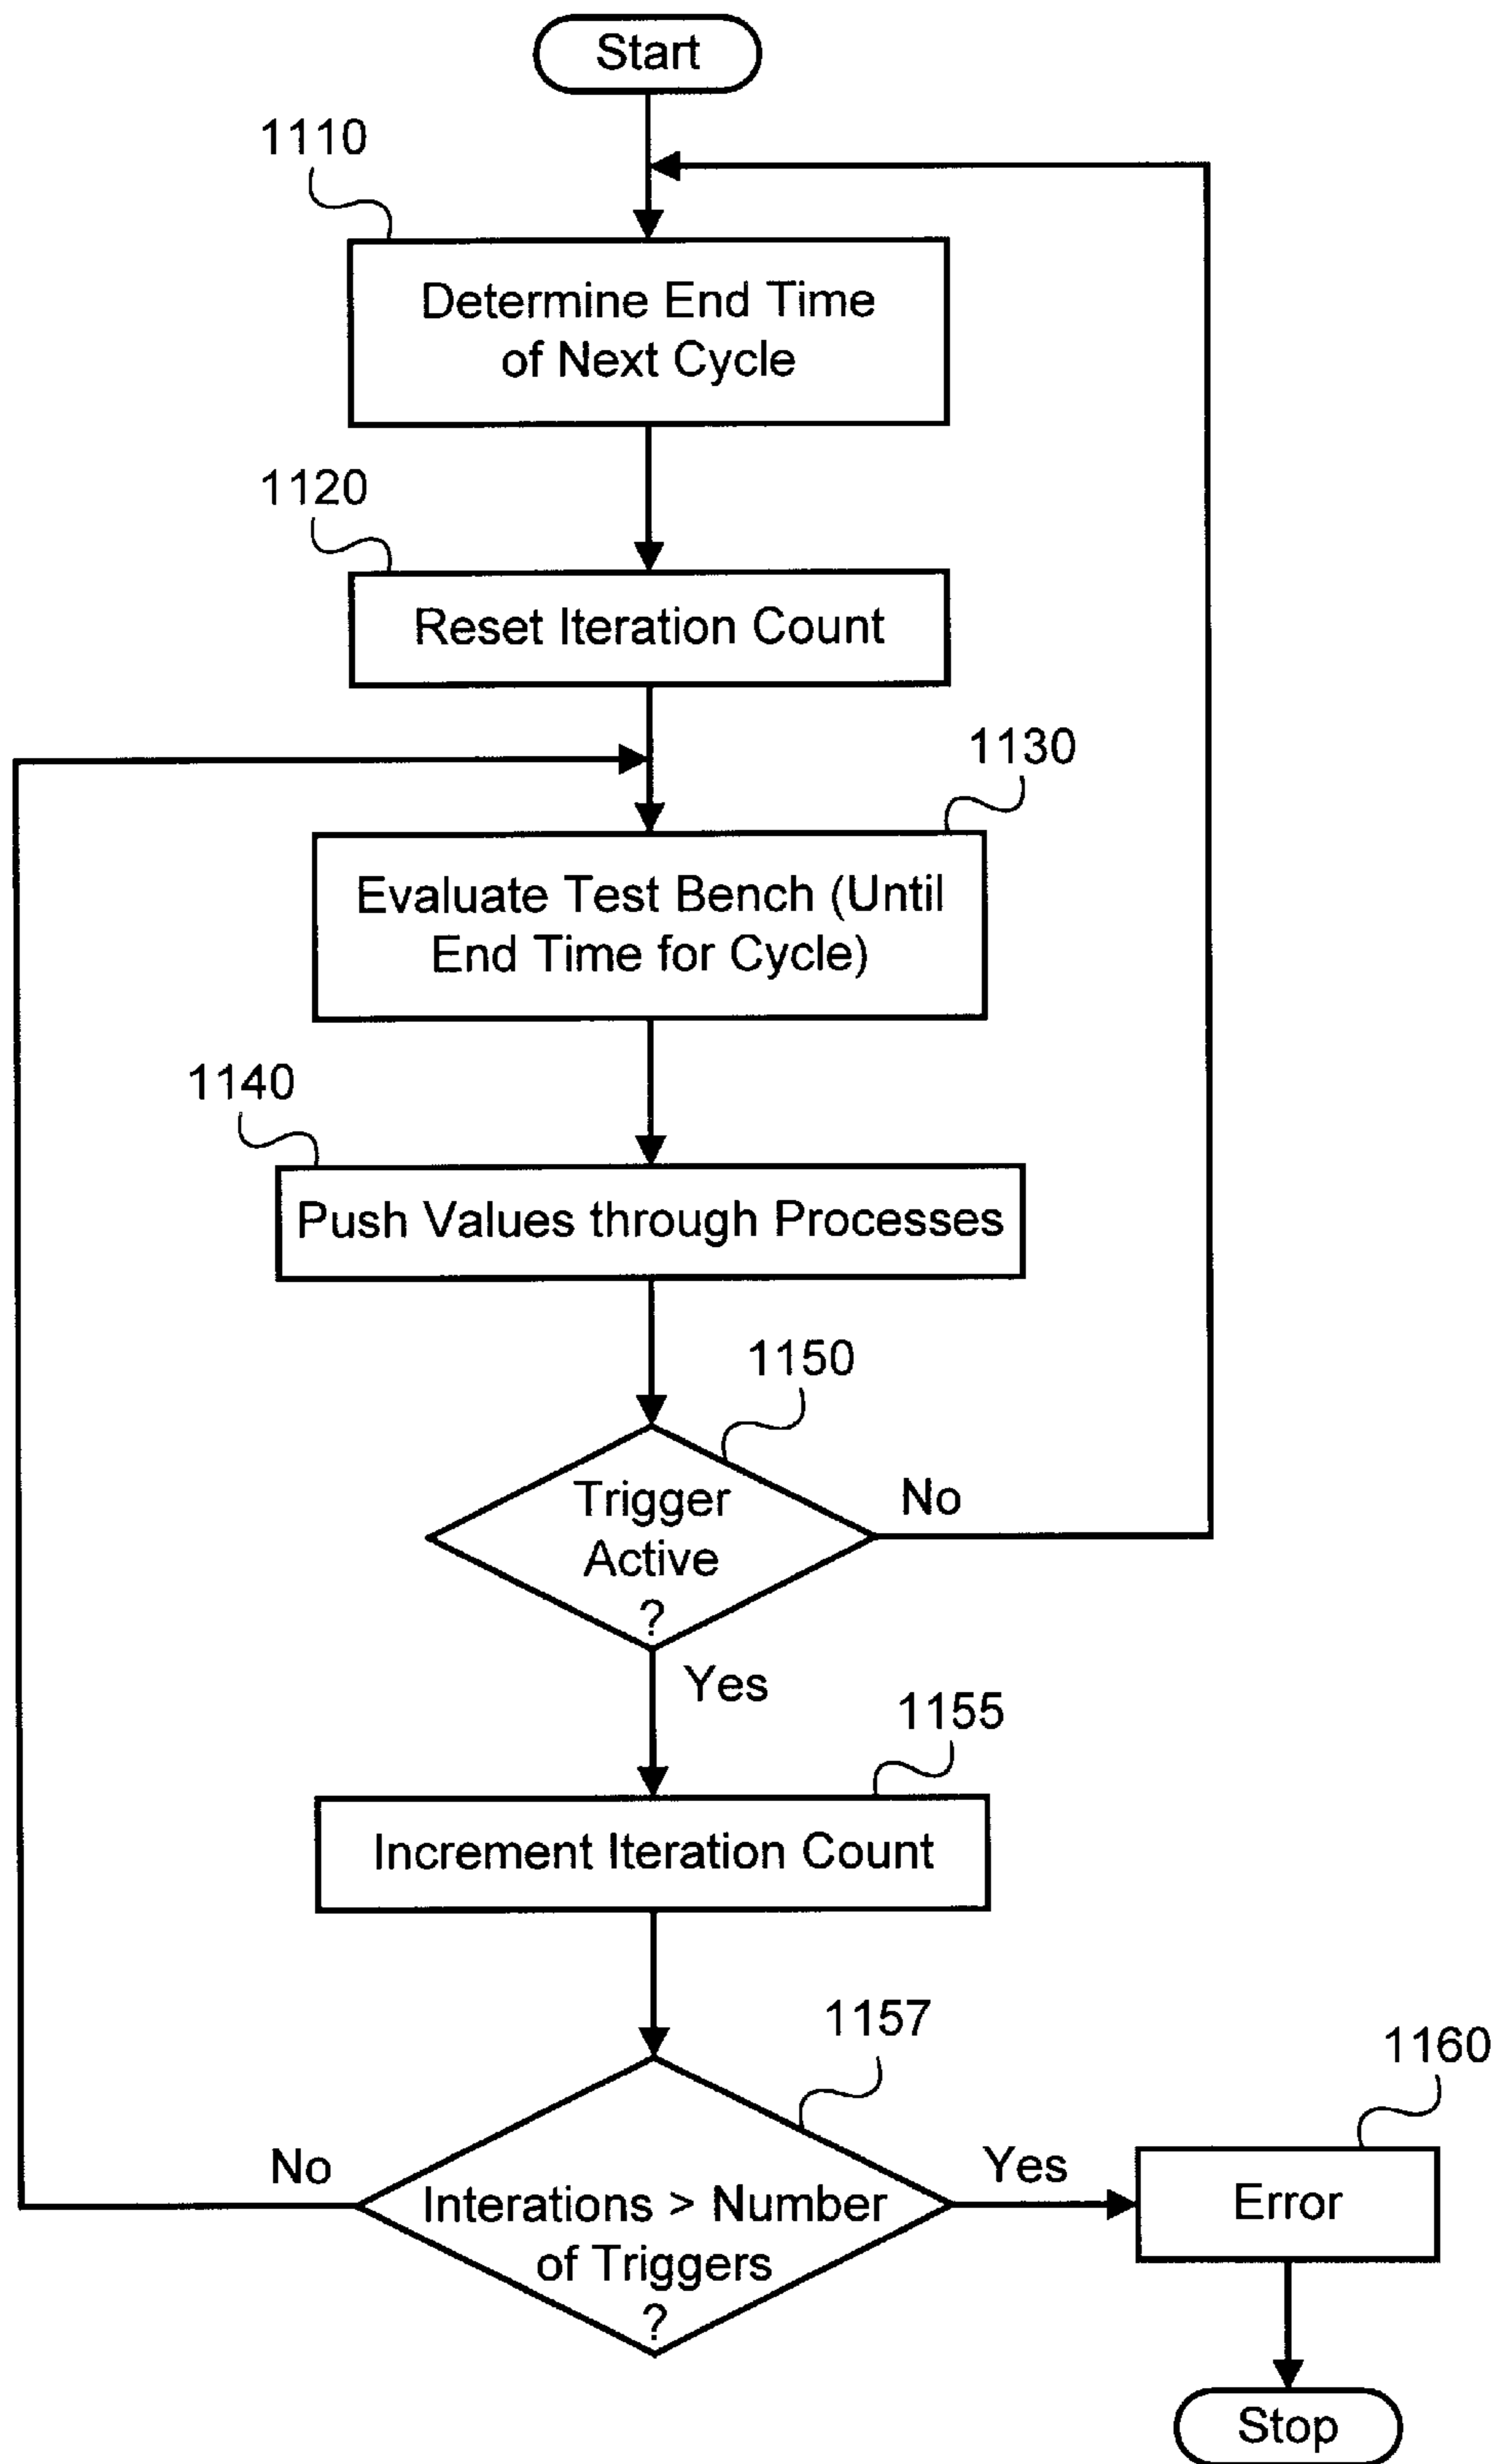 Start
1110
Determine End Time
of Next Cycle
1120
Reset Iteration Count
1130
Evaluate Test Bench (Until
End Time for Cycle)
1140
Push Values through Processes
1150
Trigger
Active
?
No
Yes
1155
Increment Iteration Count
1157
Interations > Number
of Triggers
?
No
Yes
1160
Error
Stop